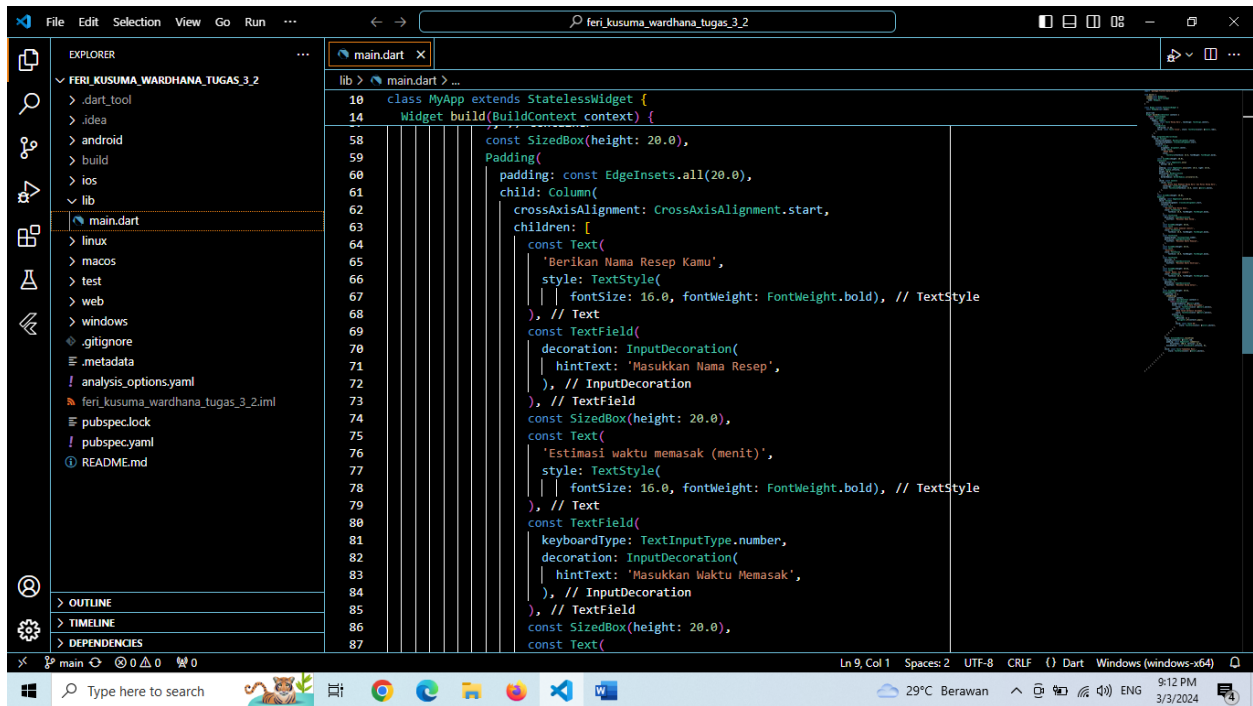 File Edit Selection View Go Run ··· feri_kusuma_wardhana_tugas_3_2
EXPLORER ···
FERI_KUSUMA_WARDHANA_TUGAS_3_2
.dart_tool
.idea
android
build
ios
lib
main.dart
linux
macos
test
web
windows
.gitignore
.metadata
analysis_options.yaml
feri_kusuma_wardhana_tugas_3_2.iml
pubspec.lock
pubspec.yaml
README.md
OUTLINE
TIMELINE
DEPENDENCIES
main.dart
lib > main.dart > ...
10 class MyApp extends StatelessWidget {
14 Widget build(BuildContext context) {
58 const SizedBox(height: 20.0),
59 Padding(
60 padding: const EdgeInsets.all(20.0),
61 child: Column(
62 crossAxisAlignment: CrossAxisAlignment.start,
63 children: [
64 const Text(
65 'Berikan Nama Resep Kamu',
66 style: TextStyle(
67 fontSize: 16.0, fontWeight: FontWeight.bold), // TextStyle
68 ), // Text
69 const TextField(
70 decoration: InputDecoration(
71 hintText: 'Masukkan Nama Resep',
72 ), // InputDecoration
73 ), // TextField
74 const SizedBox(height: 20.0),
75 const Text(
76 'Estimasi waktu memasak (menit)',
77 style: TextStyle(
78 fontSize: 16.0, fontWeight: FontWeight.bold), // TextStyle
79 ), // Text
80 const TextField(
81 keyboardType: TextInputType.number,
82 decoration: InputDecoration(
83 hintText: 'Masukkan Waktu Memasak',
84 ), // InputDecoration
85 ), // TextField
86 const SizedBox(height: 20.0),
87 const Text(
main 0 0 0 Ln 9, Col 1 Spaces: 2 UTF-8 CRLF {} Dart Windows (windows-x64)
Type here to search 29°C Berawan ENG 9:12 PM
3/3/2024 4